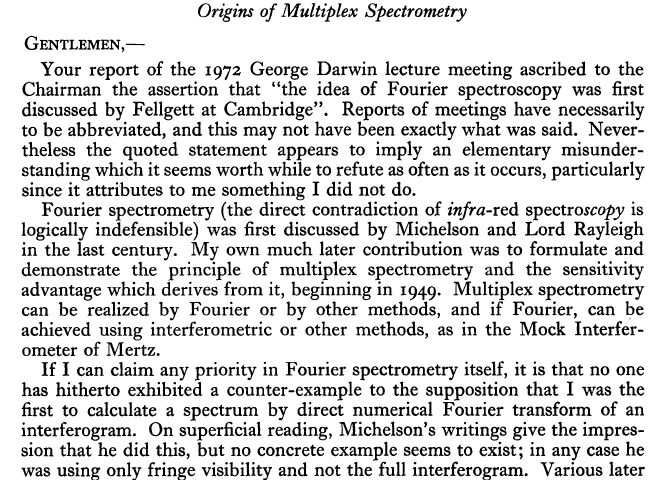 Origins of Multiplex Spectrometry
GENTLEMEN,—
Your report of the 1972 George Darwin lecture meeting ascribed to the
Chairman the assertion that “the idea of Fourier spectroscopy was first
discussed by Fellgett at Cambridge”. Reports of meetings have necessarily
to be abbreviated, and this may not have been exactly what was said. Never-
theless the quoted statement appears to imply an elementary misunder-
standing which it seems worth while to refute as often as it occurs, particularly
since it attributes to me something I did not do.
Fourier spectrometry (the direct contradiction of infra-red spectroscopy is
logically indefensible) was first discussed by Michelson and Lord Rayleigh
in the last century. My own much later contribution was to formulate and
demonstrate the principle of multiplex spectrometry and the sensitivity
advantage which derives from it, beginning in 1949. Multiplex spectrometry
can be realized by Fourier or by other methods, and if Fourier, can be
achieved using interferometric or other methods, as in the Mock Interfer-
ometer of Mertz.
If I can claim any priority in Fourier spectrometry itself, it is that no one
has hitherto exhibited a counter-example to the supposition that I was the
first to calculate a spectrum by direct numerical Fourier transform of an
interferogram. On superficial reading, Michelson’s writings give the impres-
sion that he did this, but no concrete example seems to exist; in any case he
was using only fringe visibility and not the full interferogram. Various later